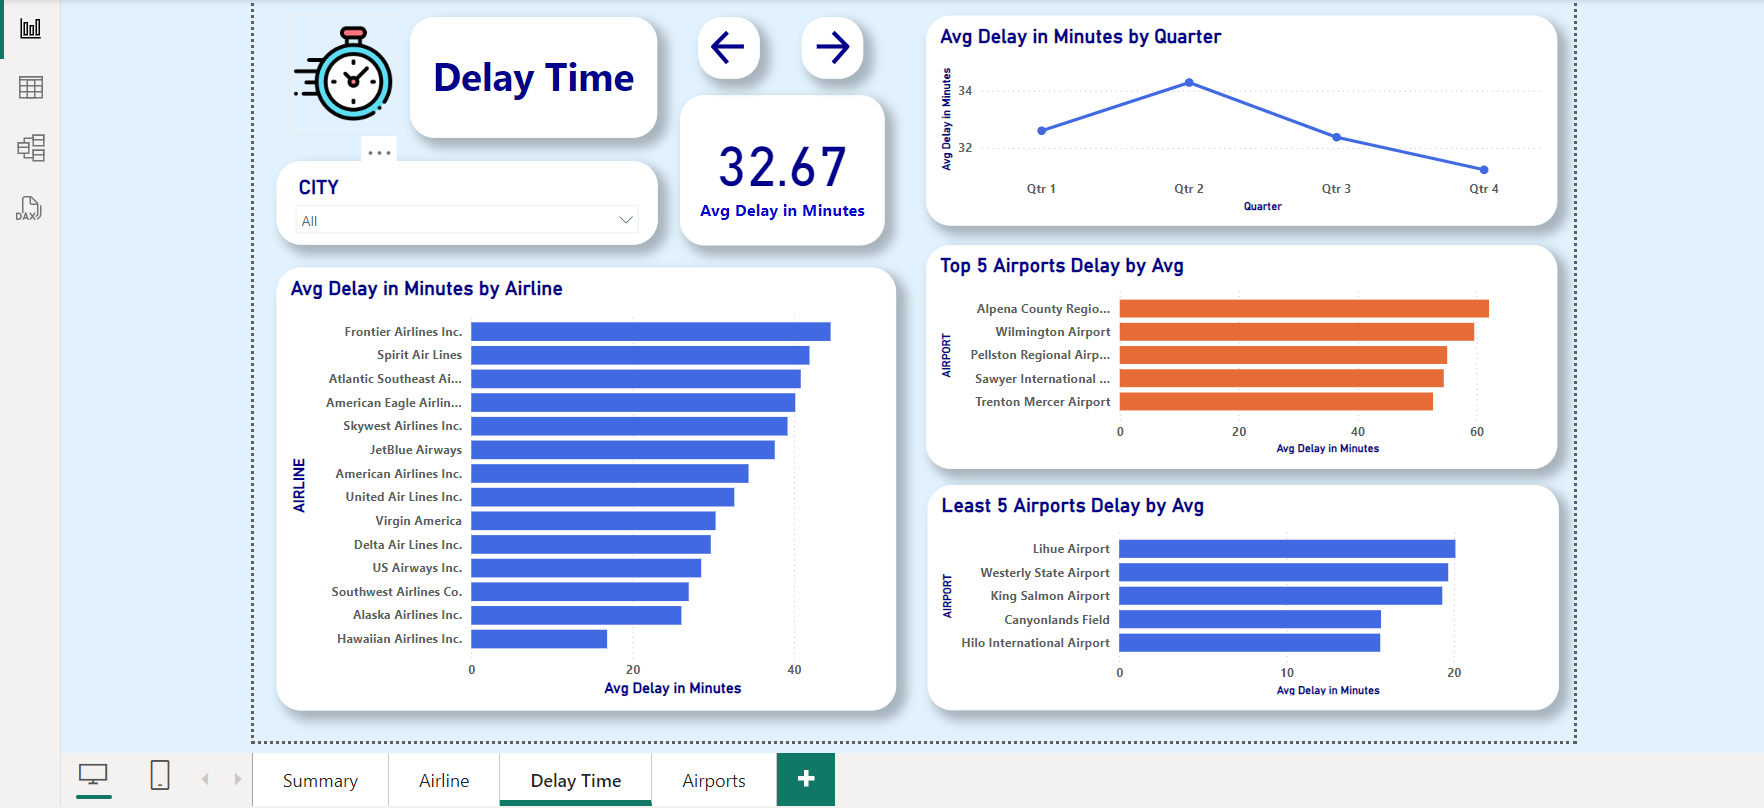 Delay Time
CITY
All
32.67
Avg Delay in Minutes
Avg Delay in Minutes by Quarter
Avg Delay in Minutes
34
32
Qtr 1 Qtr 2 Qtr 3 Qtr 4
Quarter
Avg Delay in Minutes by Airline
AIRLINE
Frontier Airlines Inc.
Spirit Air Lines
Atlantic Southeast Ai...
American Eagle Airlin...
Skywest Airlines Inc.
JetBlue Airways
American Airlines Inc.
United Air Lines Inc.
Virgin America
Delta Air Lines Inc.
US Airways Inc.
Southwest Airlines Co.
Alaska Airlines Inc.
Hawaiian Airlines Inc.
0 20 40
Avg Delay in Minutes
Top 5 Airports Delay by Avg
AIRPORT
Alpena County Regio...
Wilmington Airport
Pellston Regional Airp...
Sawyer International ...
Trenton Mercer Airport
0 20 40 60
Avg Delay in Minutes
Least 5 Airports Delay by Avg
AIRPORT
Lihue Airport
Westerly State Airport
King Salmon Airport
Canyonlands Field
Hilo International Airport
0 10 20
Avg Delay in Minutes
DAX
Summary Airline Delay Time Airports +